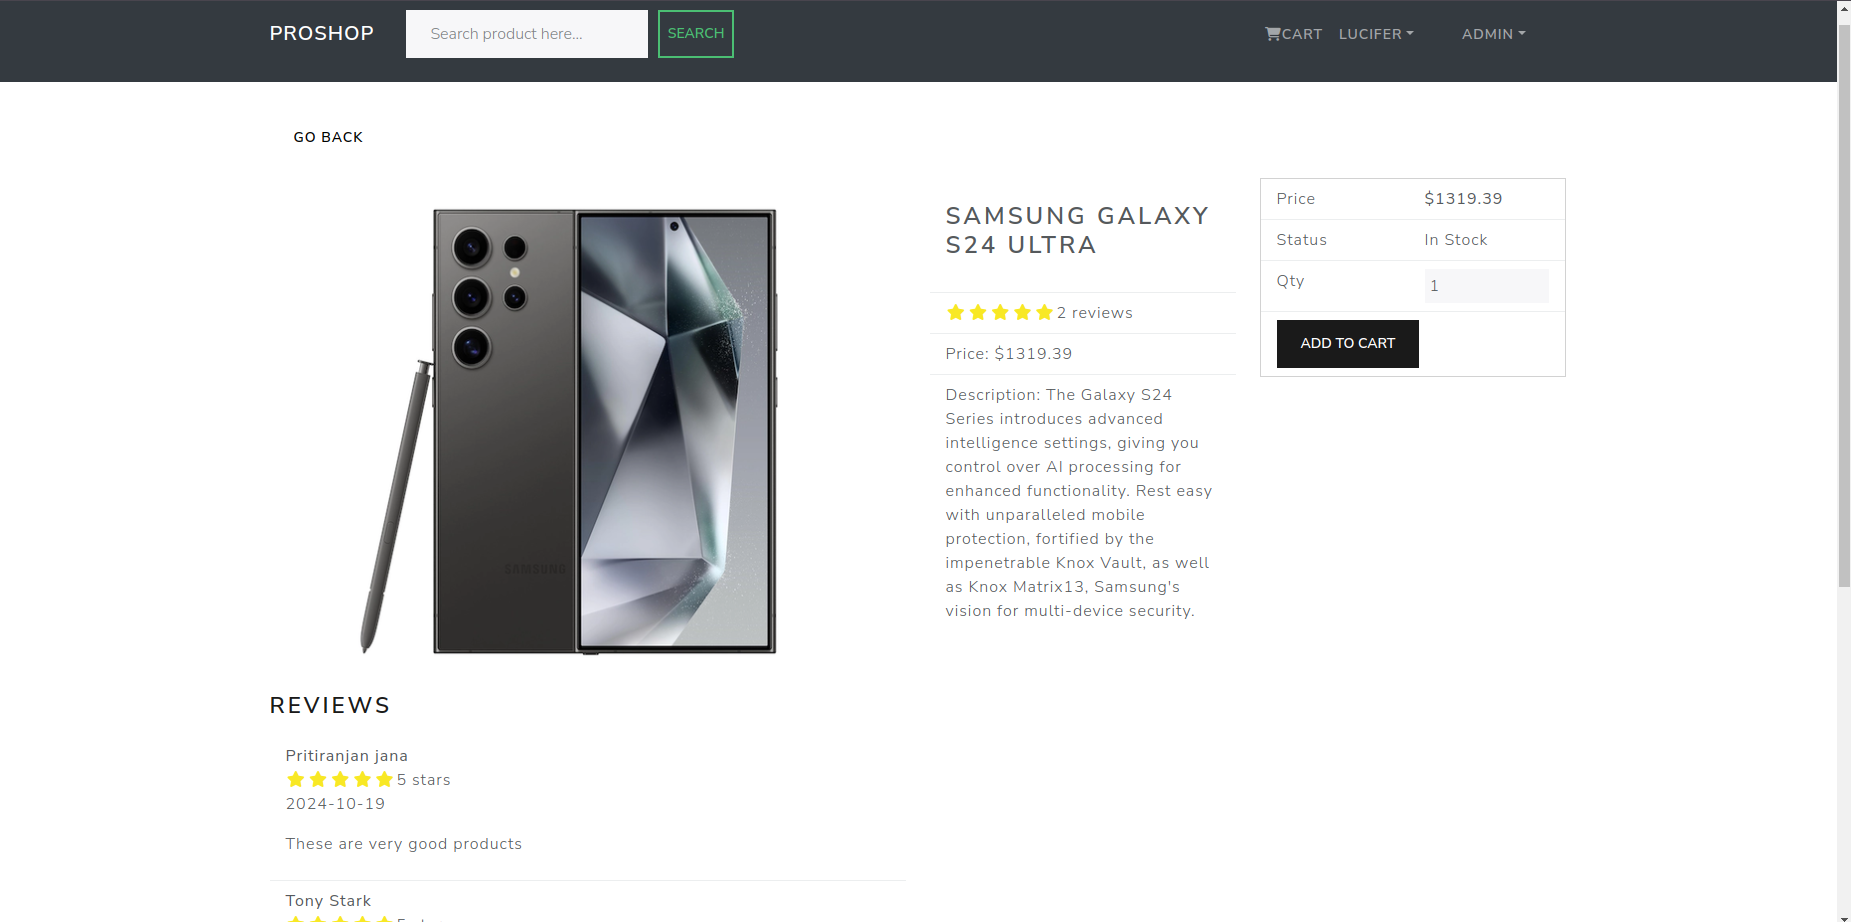 PROSHOP
Search product here...
SEARCH
CART
LUCIFER
ADMIN
GO BACK
SAMSUNG
SAMSUNG GALAXY
S24 ULTRA
2 reviews
Price: $1319.39
Description: The Galaxy S24
Series introduces advanced
intelligence settings, giving you
control over AI processing for
enhanced functionality. Rest easy
with unparalleled mobile
protection, fortified by the
impenetrable Knox Vault, as well
as Knox Matrix13, Samsung's
vision for multi-device security.
Price $1319.39
Status In Stock
Qty 1
ADD TO CART
REVIEWS
Pritiranjan jana
5 stars
2024-10-19
These are very good products
Tony Stark